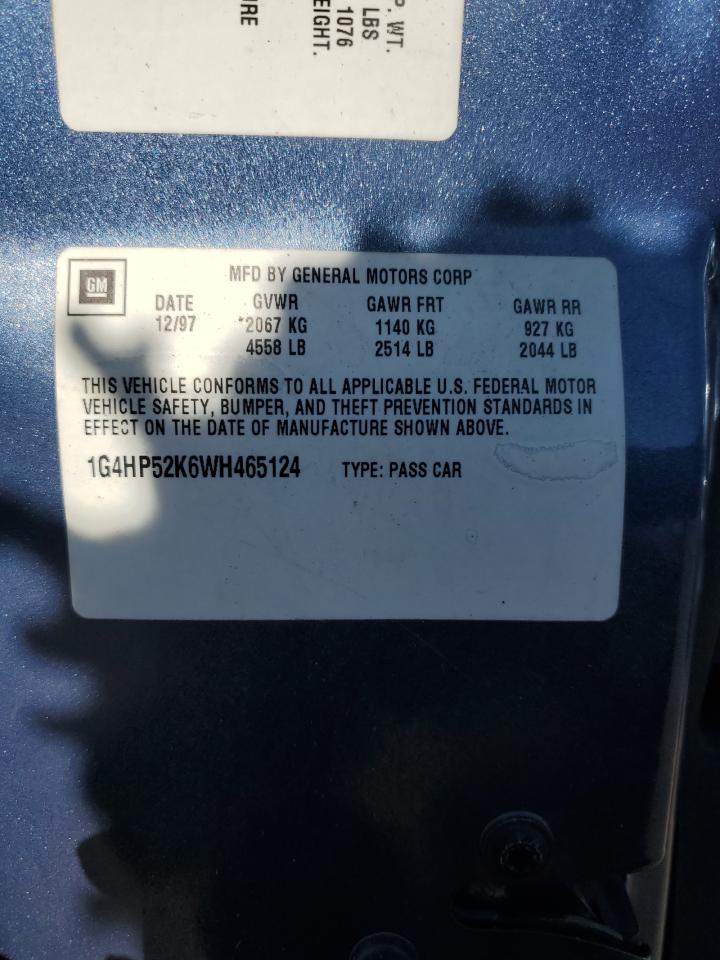 P. WT.
LBS
1076
EIGHT.
IRE
GM
MFD BY GENERAL MOTORS CORP
DATE GVWR GAWR FRT GAWR RR
12/97 *2067 KG 1140 KG 927 KG
4558 LB 2514 LB 2044 LB
THIS VEHICLE CONFORMS TO ALL APPLICABLE U.S. FEDERAL MOTOR
VEHICLE SAFETY, BUMPER, AND THEFT PREVENTION STANDARDS IN
EFFECT ON THE DATE OF MANUFACTURE SHOWN ABOVE.
1G4HP52K6WH465124 TYPE: PASS CAR